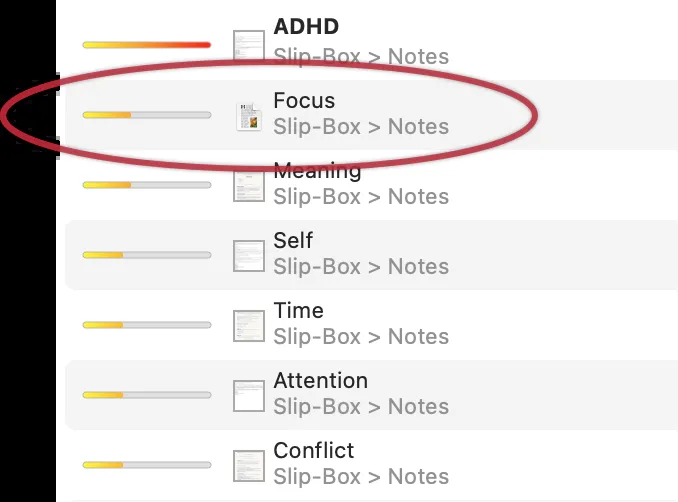 ADHD
Slip-Box > Notes
Focus
Slip-Box > Notes
Meaning
Slip-Box > Notes
Self
Slip-Box > Notes
Time
Slip-Box > Notes
Attention
Slip-Box > Notes
Conflict
Slip-Box > Notes